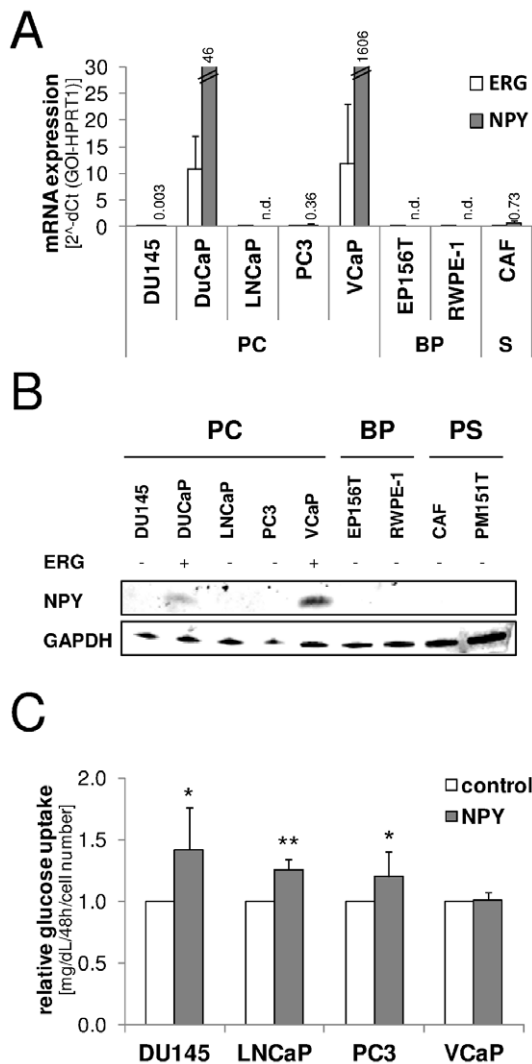 A
46
1606
30
ERG
25
NPY
20
15
10
5
0
mRNA expression
[2^-dCt (GOI-HPRT1)]
0.003
n.d.
0.36
n.d.
n.d.
0.73
DU145
DuCaP
LNCaP
PC3
VCaP
EP156T
RWPE-1
CAF
PC
BP
S
B
PC
BP
PS
DU145
DUCaP
LNCaP
PC3
VCaP
EP156T
RWPE-1
CAF
PM151T
ERG - + - - + - - - -
NPY
GAPDH
C
relative glucose uptake
[mg/dL/48h/cell number]
2.0
1.5
1.0
0.5
0.0
control
NPY
*
**
*
DU145 LNCaP PC3 VCaP